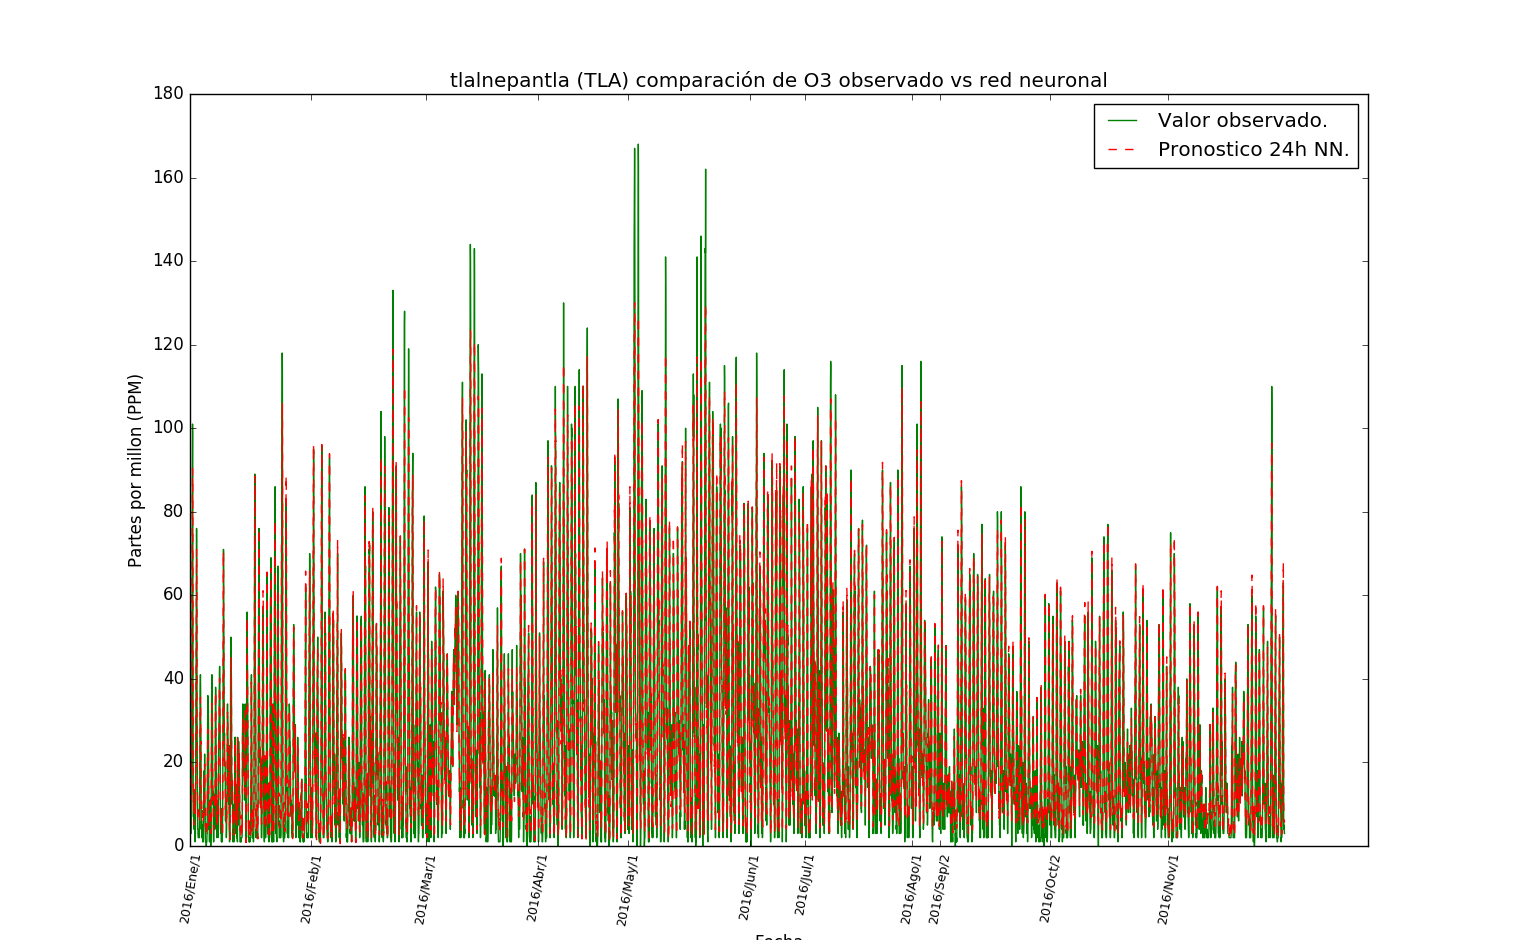 tlalnepantla (TLA) comparación de O3 observado vs red neuronal
Valor observado.
Pronostico 24h NN.
Partes por millon (PPM)
180
160
140
120
100
80
60
40
20
0
2016/Ene/1
2016/Feb/1
2016/Mar/1
2016/Abr/1
2016/May/1
2016/Jun/1
2016/Jul/1
2016/Ago/1
2016/Sep/2
2016/Oct/2
2016/Nov/1
Fecha